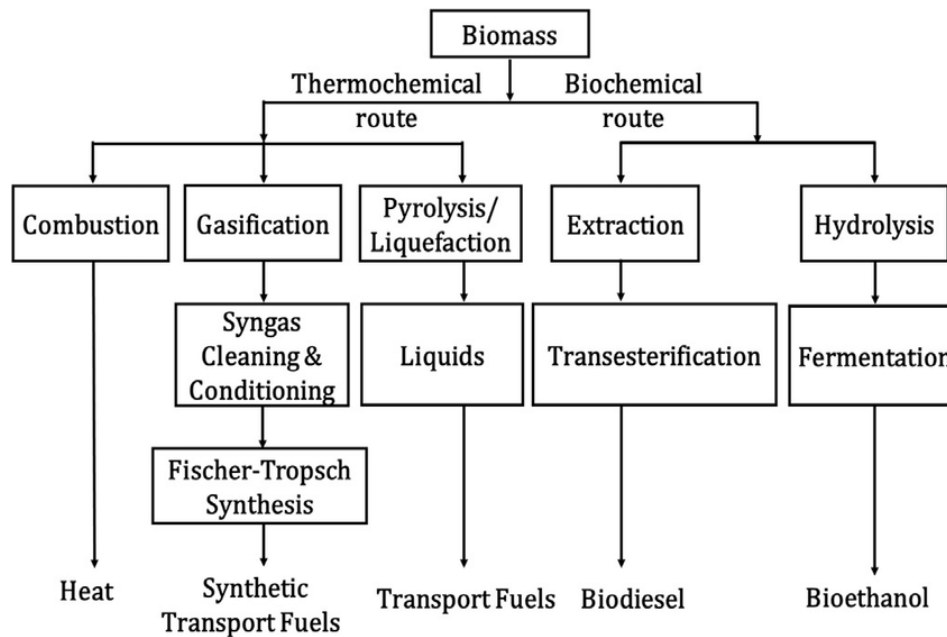 Biomass
Thermochemical
route
Biochemical
route
Combustion
Gasification
Pyrolysis/
Liquefaction
Extraction
Hydrolysis
Syngas
Cleaning &
Conditioning
Liquids
Transesterification
Fermentation
Fischer-Tropsch
Synthesis
Heat
Synthetic
Transport Fuels
Transport Fuels
Biodiesel
Bioethanol